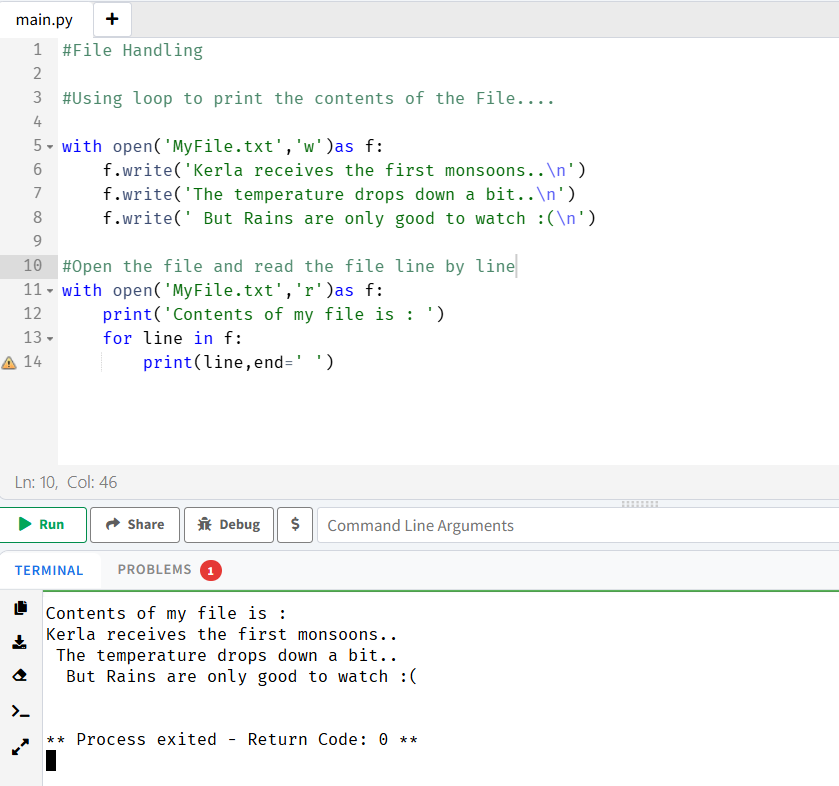 main.py +
1 #File Handling
2
3 #Using loop to print the contents of the File....
4
5 with open('MyFile.txt','w')as f:
6     f.write('Kerla receives the first monsoons..\n')
7     f.write('The temperature drops down a bit..\n')
8     f.write(' But Rains are only good to watch :(\n')
9
10 #Open the file and read the file line by line
11 with open('MyFile.txt','r')as f:
12     print('Contents of my file is : ')
13     for line in f:
14         print(line,end=' ')
Ln: 10, Col: 46
Run Share Debug $ Command Line Arguments
TERMINAL PROBLEMS 1
Contents of my file is :
Kerla receives the first monsoons..
 The temperature drops down a bit..
  But Rains are only good to watch :(
** Process exited - Return Code: 0 **